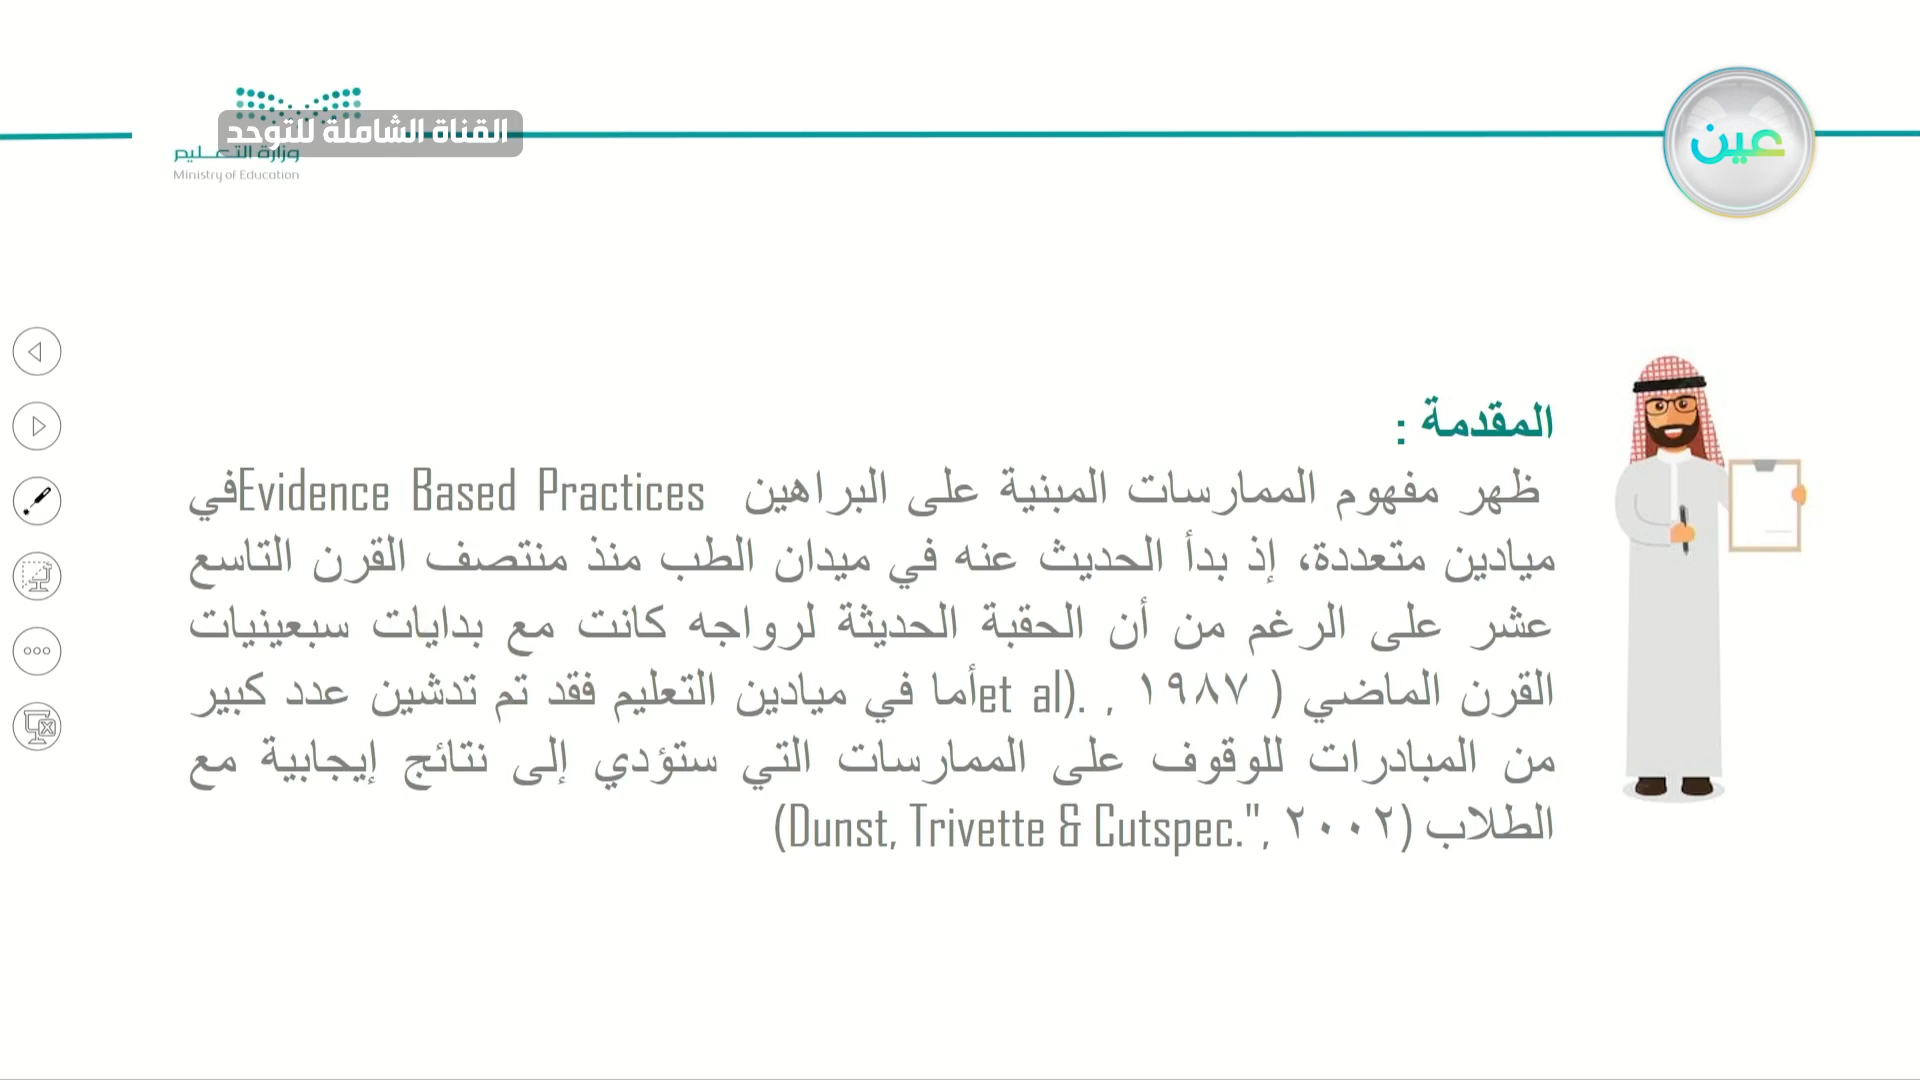 القناة الشاملة للتوحد
وزارة التعـــليم
Ministry of Education
عين
المقدمة :
ظهر مفهوم الممارسات المبنية على البراهين Evidence Based Practicesفي
ميادين متعددة، إذ بدأ الحديث عنه في ميدان الطب منذ منتصف القرن التاسع
عشر على الرغم من أن الحقبة الحديثة لرواجه كانت مع بدايات سبعينيات
القرن الماضي ( ١٩٨٧ , .(et alأما في ميادين التعليم فقد تم تدشين عدد كبير
من المبادرات للوقوف على الممارسات التي ستؤدي إلى نتائج إيجابية مع
الطلاب (٢٠٠٢ ,".Dunst, Trivette & Cutspec)